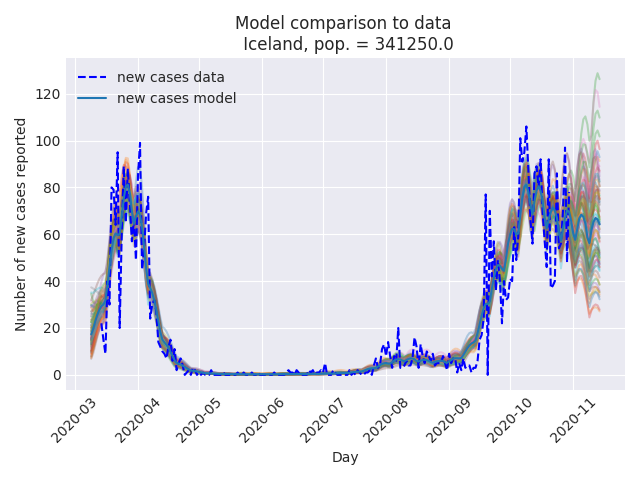 Model comparison to data
Iceland, pop. = 341250.0
new cases data
new cases model
Number of new cases reported
120
100
80
60
40
20
0
2020-03
2020-04
2020-05
2020-06
2020-07
2020-08
2020-09
2020-10
2020-11
Day